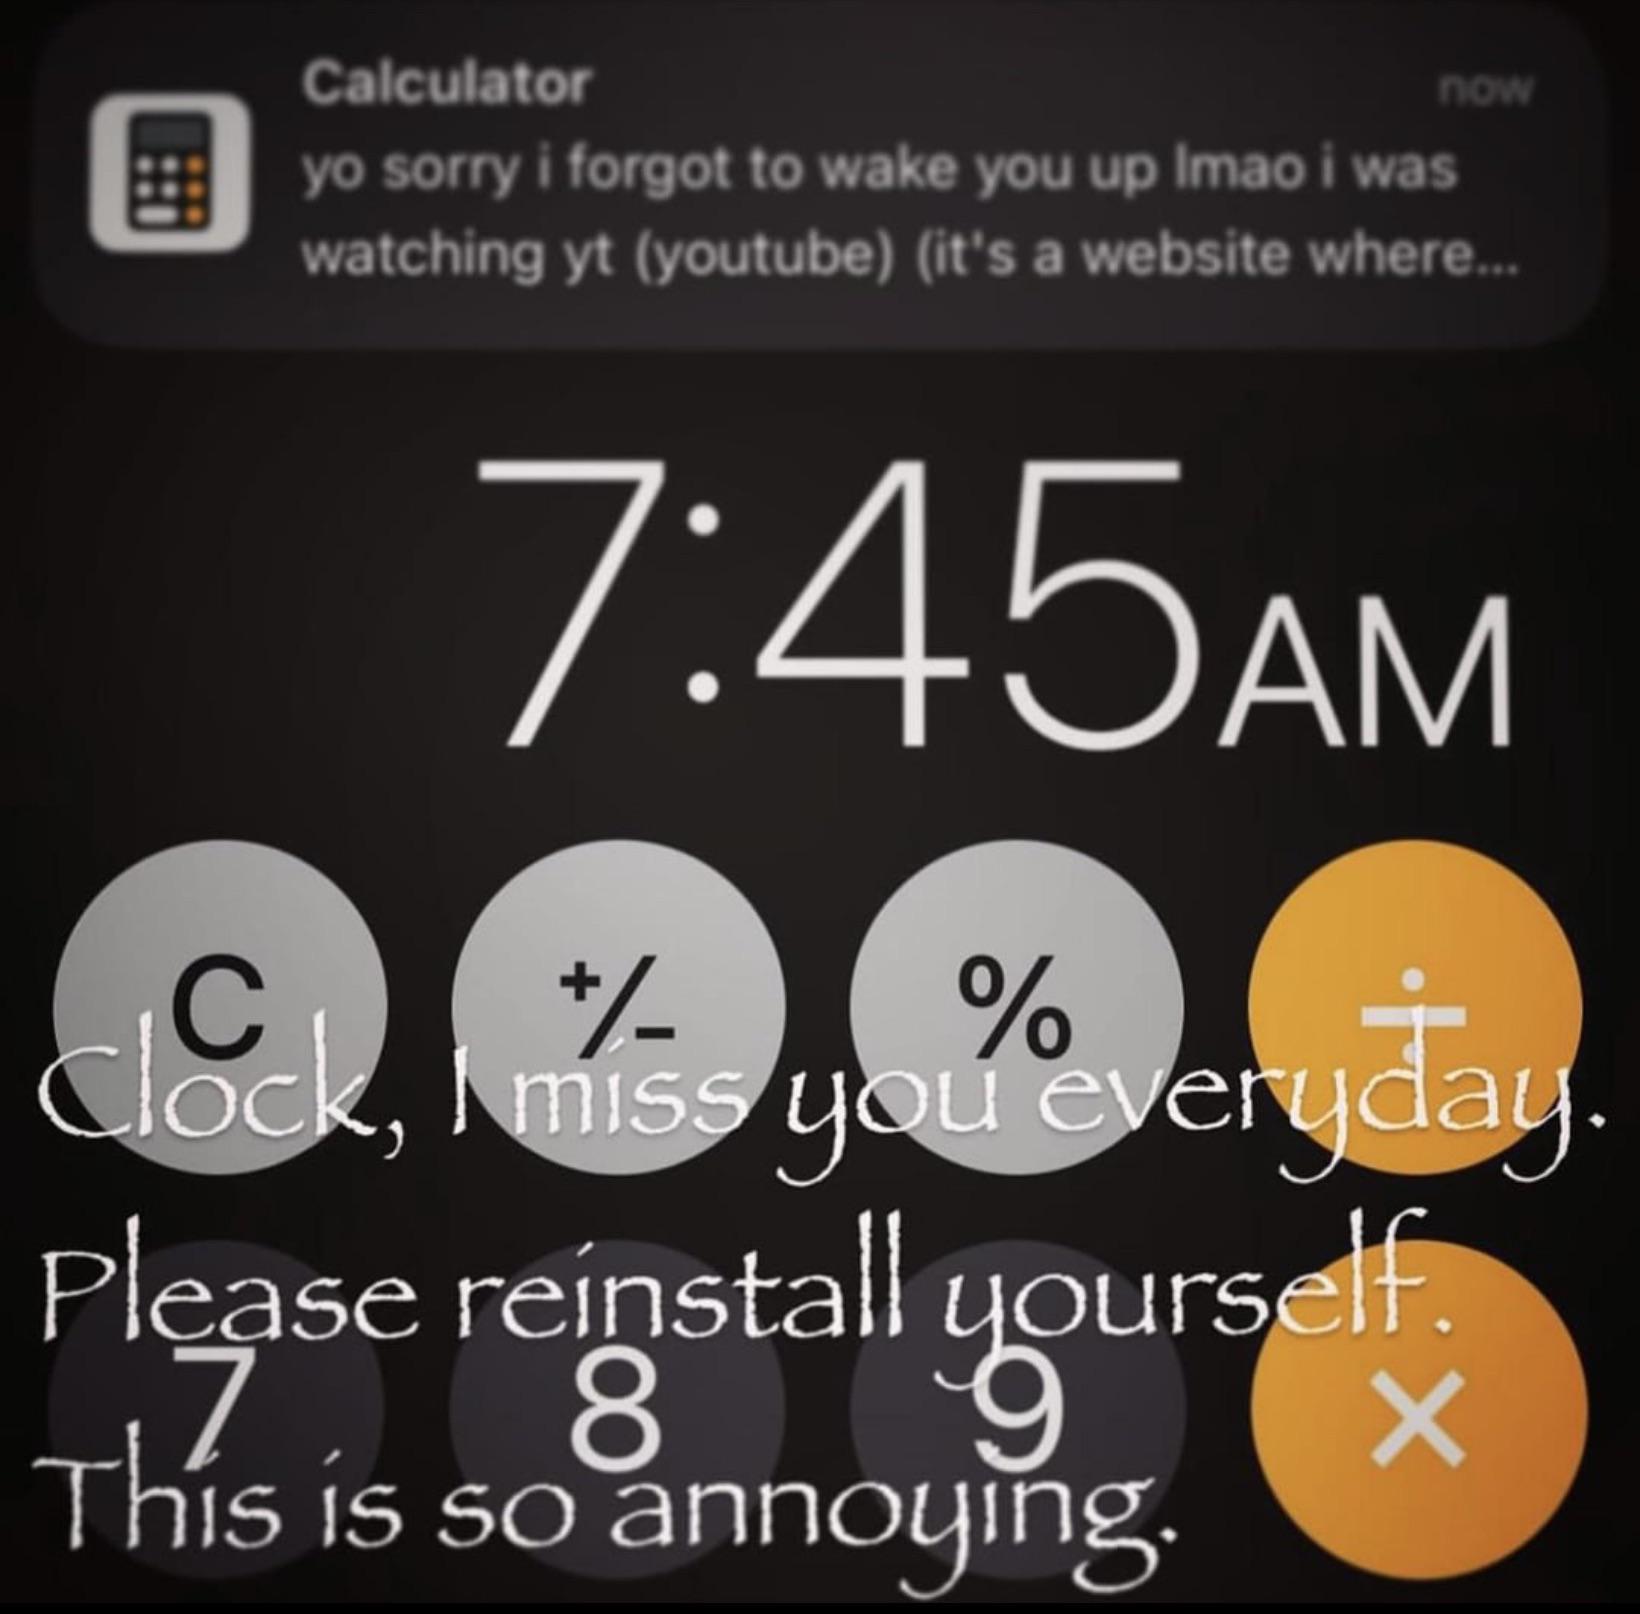 Calculator now
yo sorry i forgot to wake you up lmao i was
watching yt (youtube) (it's a website where...
7:45AM
C +/- % ÷
Clock, I miss you everyday.
Please reinstall yourself.
7 8 9 ×
This is so annoying.